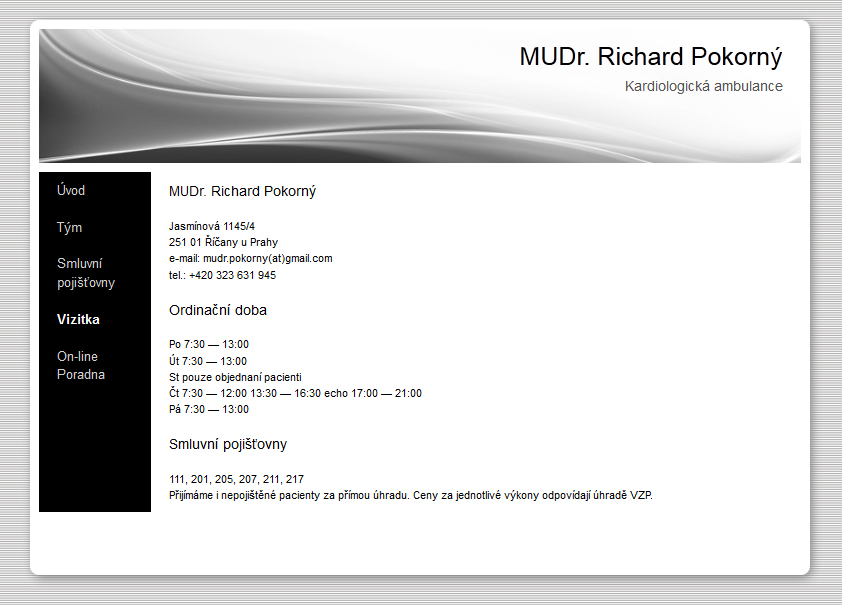 MUDr. Richard Pokorný
Kardiologická ambulance
Úvod
Tým
Smluvní
pojišťovny
Vizitka
On-line
Poradna
MUDr. Richard Pokorný
Jasmínová 1145/4
251 01 Říčany u Prahy
e-mail: mudr.pokorny(at)gmail.com
tel.: +420 323 631 945
Ordinační doba
Po 7:30 — 13:00
Út 7:30 — 13:00
St pouze objednaní pacienti
Čt 7:30 — 12:00 13:30 — 16:30 echo 17:00 — 21:00
Pá 7:30 — 13:00
Smluvní pojišťovny
111, 201, 205, 207, 211, 217
Přijímáme i nepojištěné pacienty za přímou úhradu. Ceny za jednotlivé výkony odpovídají úhradě VZP.